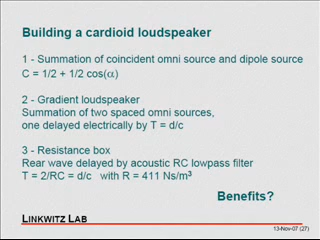 Building a cardioid loudspeaker
1 - Summation of coincident omni source and dipole source
C = 1/2 + 1/2 cos(α)
2 - Gradient loudspeaker
Summation of two spaced omni sources,
one delayed electrically by T = d/c
3 - Resistance box
Rear wave delayed by acoustic RC lowpass filter
T = 2/RC = d/c with R = 411 Ns/m³
Benefits?
LINKWITZ LAB
13-Nov-07 (27)